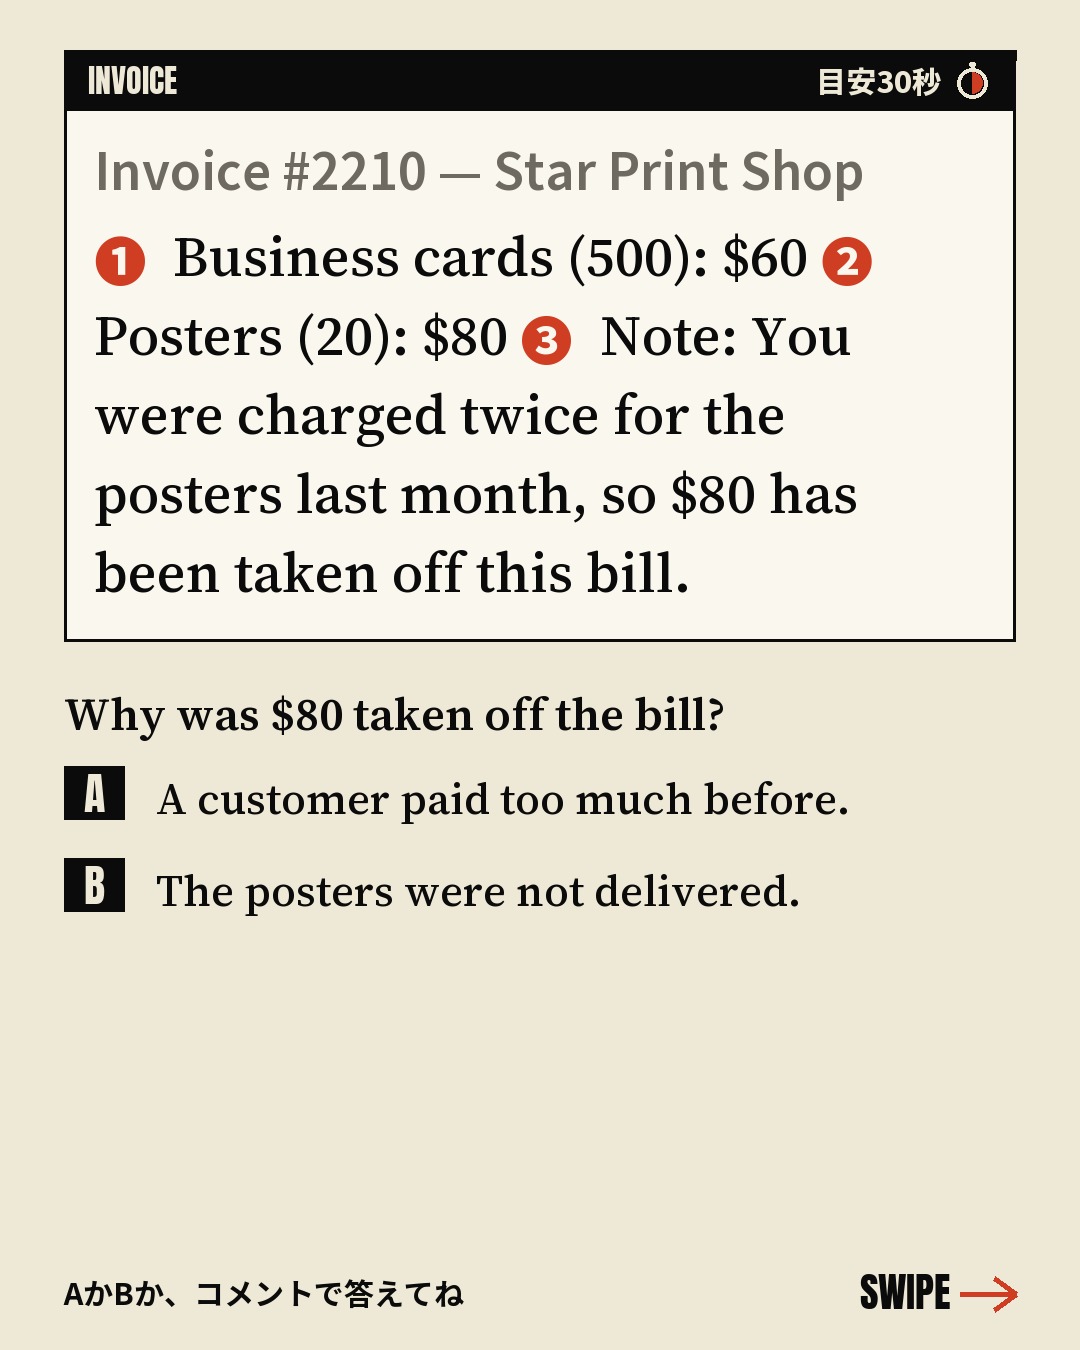 INVOICE 目安30秒
Invoice #2210 — Star Print Shop
❶ Business cards (500): $60 ❷
Posters (20): $80 ❸ Note: You
were charged twice for the
posters last month, so $80 has
been taken off this bill.
Why was $80 taken off the bill?
A A customer paid too much before.
B The posters were not delivered.
AかBか、コメントで答えてね SWIPE